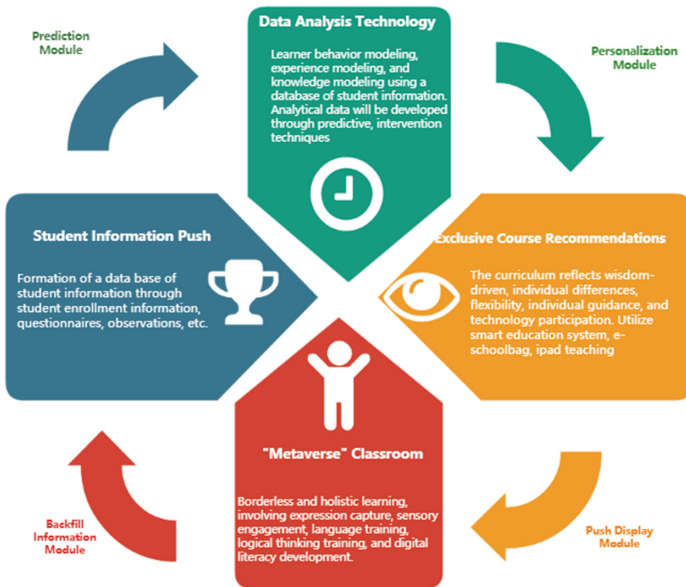 Data Analysis Technology
Learner behavior modeling,
experience modeling, and
knowledge modeling using a
database of student information.
Analytical data will be developed
through predictive, intervention
techniques
Prediction
Module
Personalization
Module
Student Information Push
Formation of a data base of
student information through
student enrollment information,
questionnaires, observations, etc.
Exclusive Course Recommendations
The curriculum reflects wisdom-
driven, individual differences,
flexibility, individual guidance, and
technology participation. Utilize
smart education system, e-
schoolbag, ipad teaching
"Metaverse" Classroom
Borderless and holistic learning,
involving expression capture, sensory
engagement, language training,
logical thinking training, and digital
literacy development.
Backfill
Information
Module
Push Display
Module